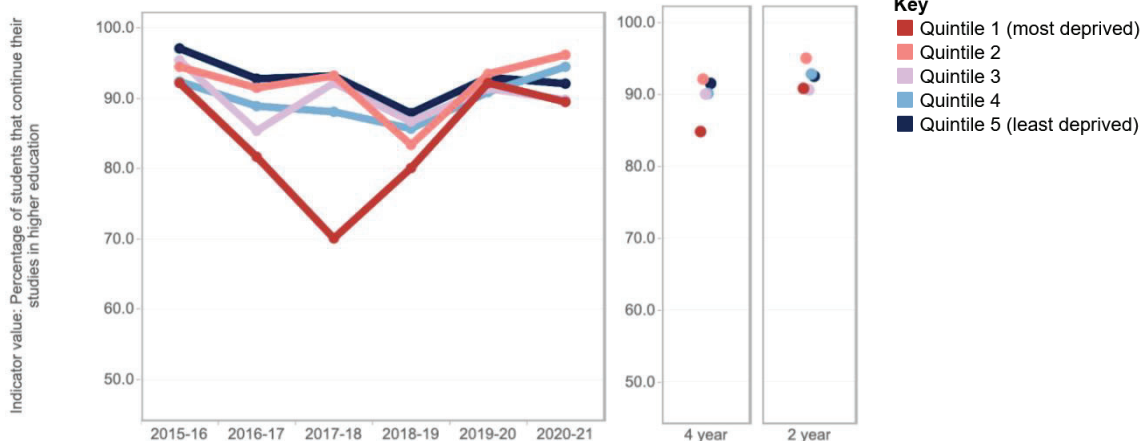 Indicator value: Percentage of students that continue their
studies in higher education
100.0
90.0
80.0
70.0
60.0
50.0
2015-16
2016-17
2017-18
2018-19
2019-20
2020-21
100.0
90.0
80.0
70.0
60.0
50.0
4 year
2 year
Key
Quintile 1 (most deprived)
Quintile 2
Quintile 3
Quintile 4
Quintile 5 (least deprived)